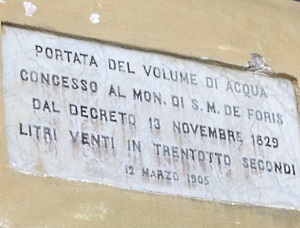 PORTATA DEL VOLUME DI ACQUA
CONCESSO AL MON. DI S. M. DE FORIS
DAL DECRETO 13 NOVEMBRE 1829
LITRI VENTI IN TRENTOTTO SECONDI
12 MARZO 1905